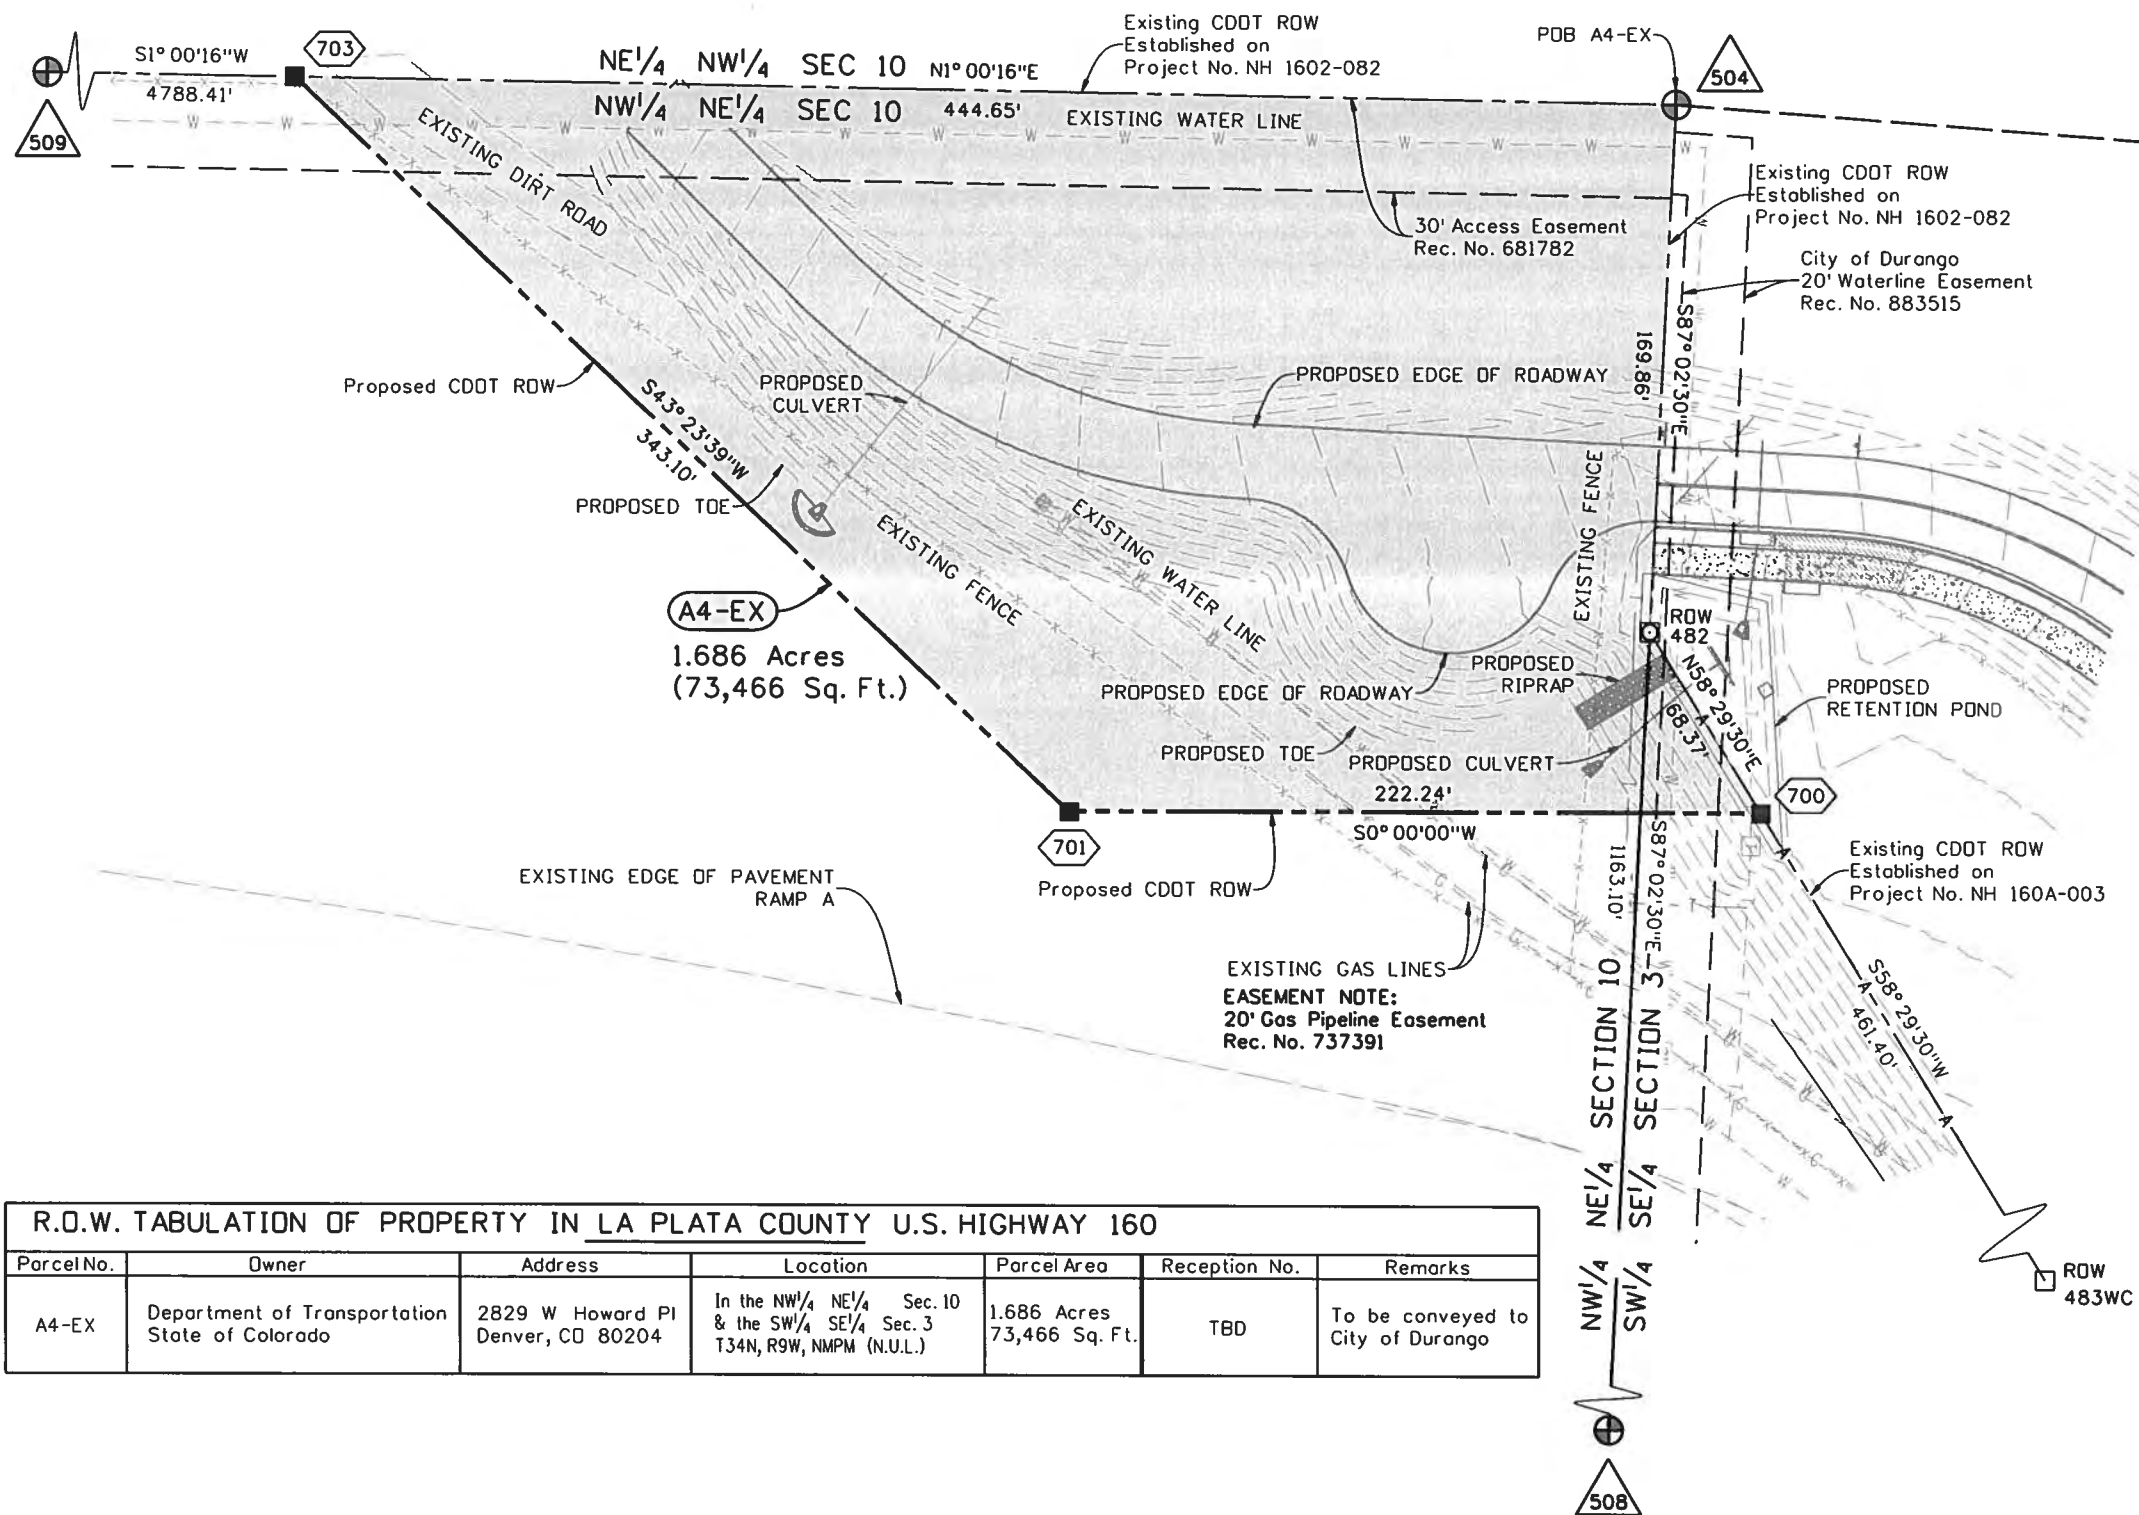 S1° 00'16"W
4788.41'
509
703
NE1/4 NW1/4 SEC 10 N1° 00'16"E
NW1/4 NE1/4 SEC 10 444.65'
Existing CDOT ROW
Established on
Project No. NH 1602-082
POB A4-EX
504
EXISTING WATER LINE
EXISTING DIRT ROAD
30' Access Easement
Rec. No. 681782
Existing CDOT ROW
Established on
Project No. NH 1602-082
City of Durango
20' Waterline Easement
Rec. No. 883515
S87° 02'30"E
169.86'
Proposed CDOT ROW
S43° 23'39"W
343.10'
PROPOSED
CULVERT
PROPOSED EDGE OF ROADWAY
PROPOSED TOE
EXISTING FENCE
EXISTING WATER LINE
EXISTING FENCE
A4-EX
1.686 Acres
(73,466 Sq. Ft.)
PROPOSED EDGE OF ROADWAY
PROPOSED
RIPRAP
ROW
482
N58° 29'30"E
68.37'
PROPOSED
RETENTION POND
PROPOSED TOE
PROPOSED CULVERT
222.24'
S0° 00'00"W
700
701
Proposed CDOT ROW
EXISTING EDGE OF PAVEMENT
RAMP A
Existing CDOT ROW
Established on
Project No. NH 160A-003
S87° 02'30"E
1163.10'
S58° 29'30"W
461.40'
EXISTING GAS LINES
EASEMENT NOTE:
20' Gas Pipeline Easement
Rec. No. 737391
NW1/4 NE1/4 SECTION 10
SW1/4 SE1/4 SECTION 3
ROW
483WC
508
R.O.W. TABULATION OF PROPERTY IN LA PLATA COUNTY U.S. HIGHWAY 160
Parcel No. Owner Address Location Parcel Area Reception No. Remarks
A4-EX
Department of Transportation
State of Colorado
2829 W Howard Pl
Denver, CO 80204
In the NW1/4 NE1/4 Sec. 10
& the SW1/4 SE1/4 Sec. 3
T34N, R9W, NMPM (N.U.L.)
1.686 Acres
73,466 Sq. Ft.
TBD
To be conveyed to
City of Durango